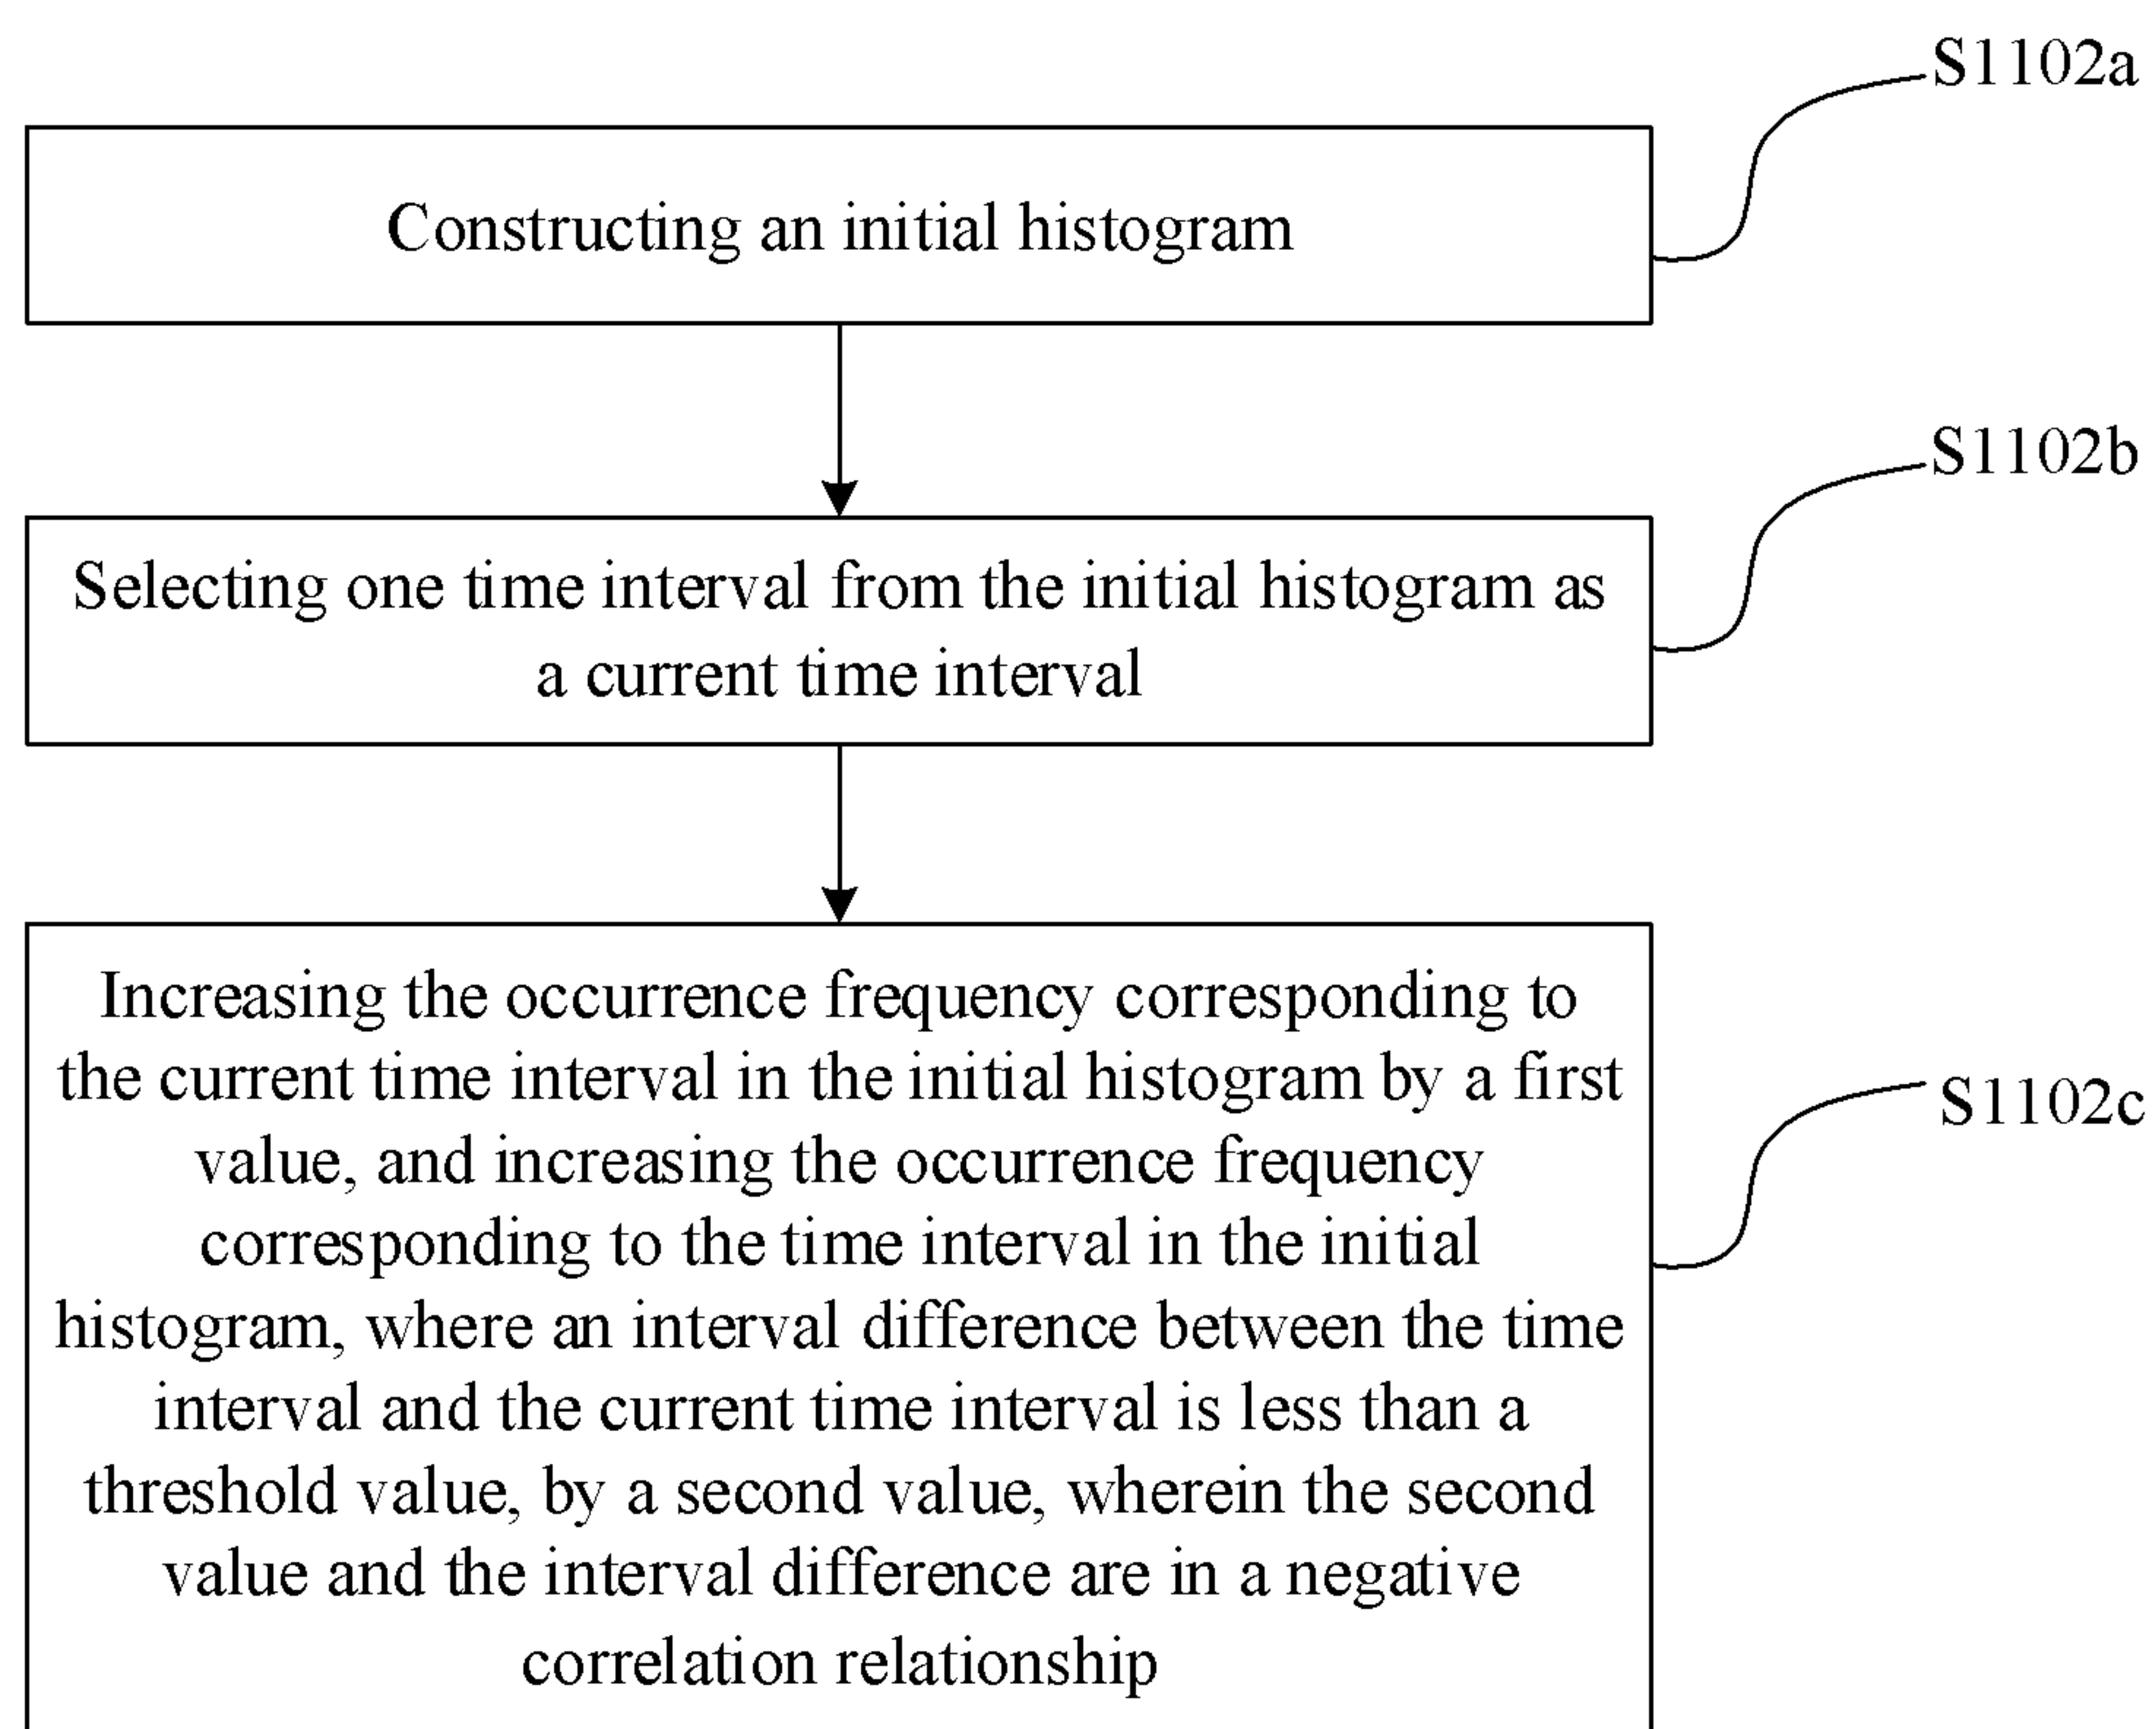 S1102a
Constructing an initial histogram
S1102b
Selecting one time interval from the initial histogram as
a current time interval
Increasing the occurrence frequency corresponding to
the current time interval in the initial histogram by a first
value, and increasing the occurrence frequency
corresponding to the time interval in the initial
histogram, where an interval difference between the time
interval and the current time interval is less than a
threshold value, by a second value, wherein the second
value and the interval difference are in a negative
correlation relationship
S1102c